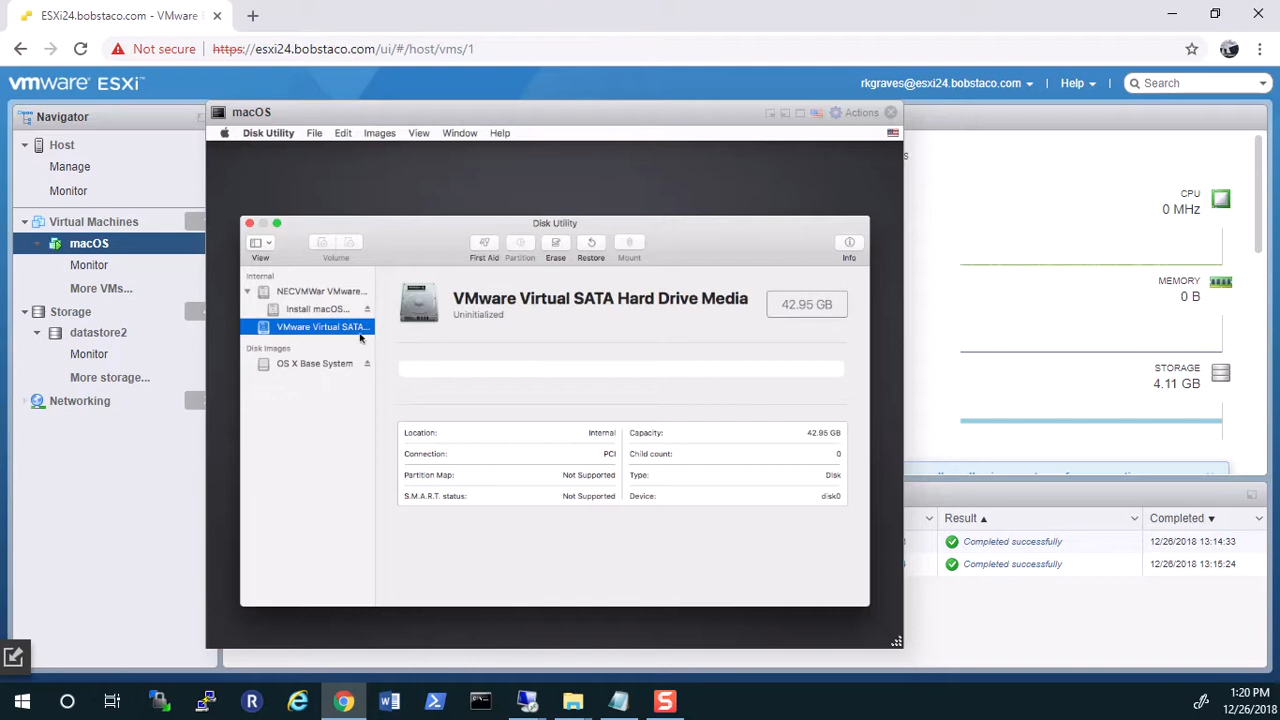 ESXi24.bobstaco.com - VMware
Not secure
https://esxi24.bobstaco.com/ui/#/host/vms/1
vmware ESXi™
rkgraves@esxi24.bobstaco.com
Help
Search
Navigator
Host
Manage
Monitor
Virtual Machines
macOS
Monitor
More VMs...
Storage
datastore2
Monitor
More storage...
Networking
macOS
Actions
Disk Utility File Edit Images View Window Help
Disk Utility
View
Volume
First Aid
Partition
Erase
Restore
Mount
Info
Internal
NECVMWar VMware...
Install macOS...
VMware Virtual SATA...
Disk Images
OS X Base System
VMware Virtual SATA Hard Drive Media
Uninitialized
42.95 GB
Location: Internal
Connection: PCI
Partition Map: Not Supported
S.M.A.R.T. status: Not Supported
Capacity: 42.95 GB
Child count: 0
Type: Disk
Device: disk0
CPU
0 MHz
MEMORY
0 B
STORAGE
4.11 GB
Result Completed
Completed successfully 12/26/2018 13:14:33
Completed successfully 12/26/2018 13:15:24
1:20 PM
12/26/2018